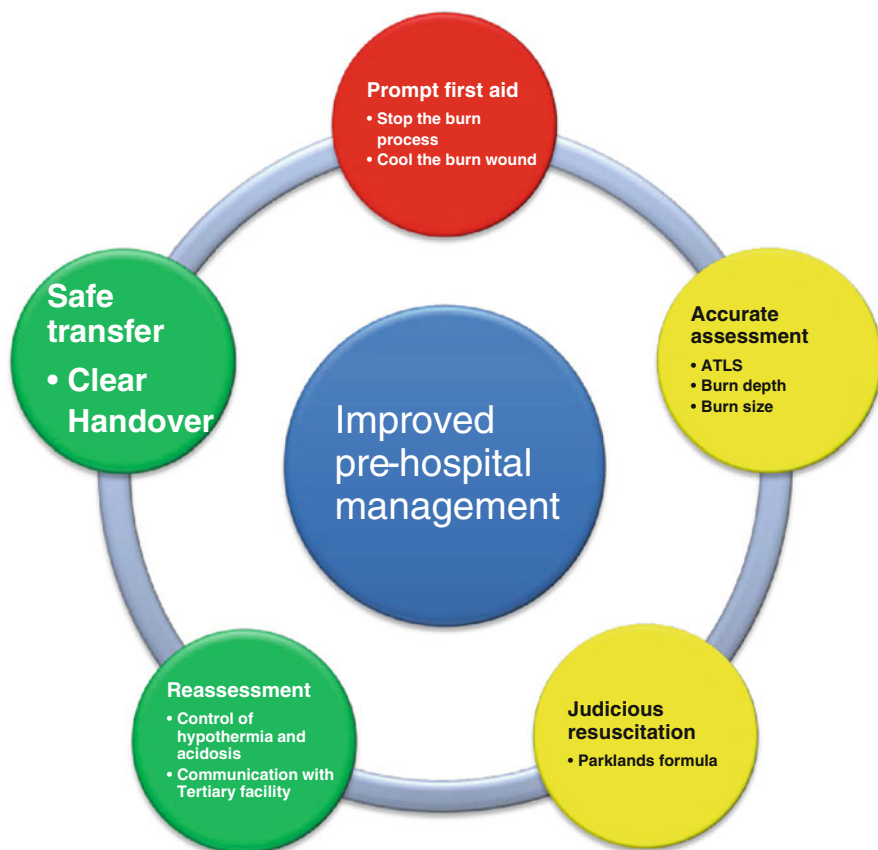 Prompt first aid
• Stop the burn
process
• Cool the burn wound
Accurate
assessment
• ATLS
• Burn depth
• Burn size
Judicious
resuscitation
• Parklands formula
Reassessment
• Control of
hypothermia and
acidosis
• Communication with
Tertiary facility
Safe
transfer
• Clear
Handover
Improved
pre-hospital
management